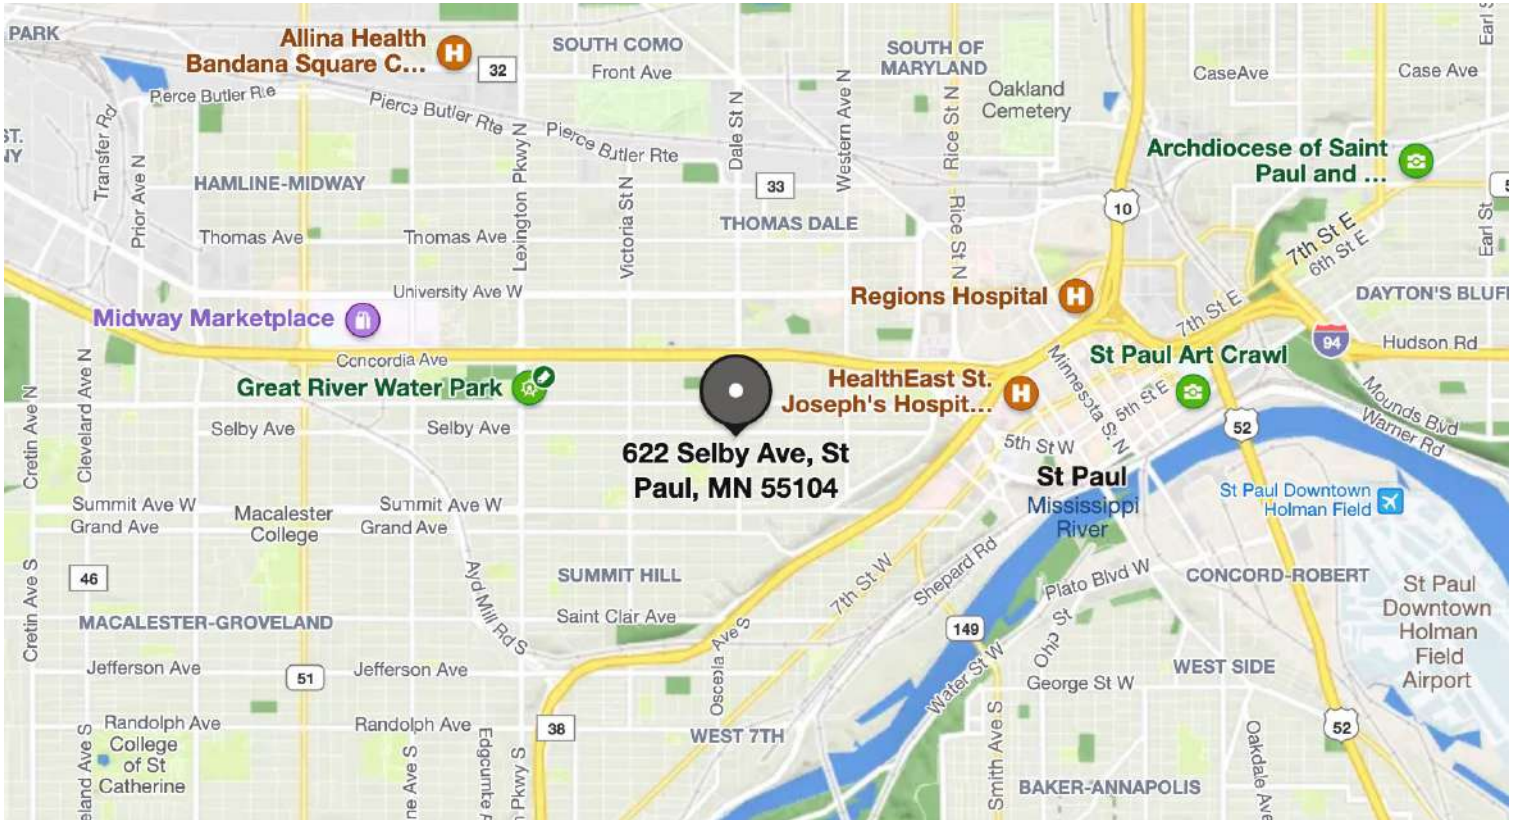 PARK
Allina Health
Bandana Square C...
32
SOUTH COMO
Front Ave
SOUTH OF
MARYLAND
Oakland
Cemetery
CaseAve
Case Ave
Earl S
Pierce Butler Rte
Pierce Butler Rte
Pierce Butler Rte
Transfer Rd
Prior Ave N
Lexington Pkwy N
Victoria St N
Dale St N
Western Ave N
Rice St N
Rice St N
ST.
NY
HAMLINE-MIDWAY
33
THOMAS DALE
10
Archdiocese of Saint
Paul and ...
5
Earl St
Thomas Ave
Thomas Ave
7th St E
6th St E
University Ave W
Regions Hospital
DAYTON'S BLUFF
Midway Marketplace
7th St E
94
Hudson Rd
Concordia Ave
St Paul Art Crawl
Great River Water Park
HealthEast St.
Joseph's Hospit...
Minnesota S. N
5th St E
Mounds Blvd
Warner Rd
Cretin Ave N
Cleveland Ave N
Selby Ave
Selby Ave
622 Selby Ave, St
Paul, MN 55104
5th St W
52
St Paul
Mississippi
River
St Paul Downtown
Holman Field
Summit Ave W
Grand Ave
Macalester
College
Summit Ave W
Grand Ave
46
Cretin Ave S
Ayd Mill Rd S
SUMMIT HILL
Saint Clair Ave
7th St W
Shepard Rd
Plato Blvd W
CONCORD-ROBERT
St Paul
Downtown
Holman
Field
Airport
MACALESTER-GROVELAND
149
Ohio St
Osceola Ave S
Water St W
WEST SIDE
George St W
Jefferson Ave
Jefferson Ave
51
Randolph Ave
Randolph Ave
College
of St
Catherine
38
WEST 7TH
52
eland Ave S
ne Ave S
Edgcumbe
Pkwy S
Smith Ave S
BAKER-ANNAPOLIS
Oakdale Ave